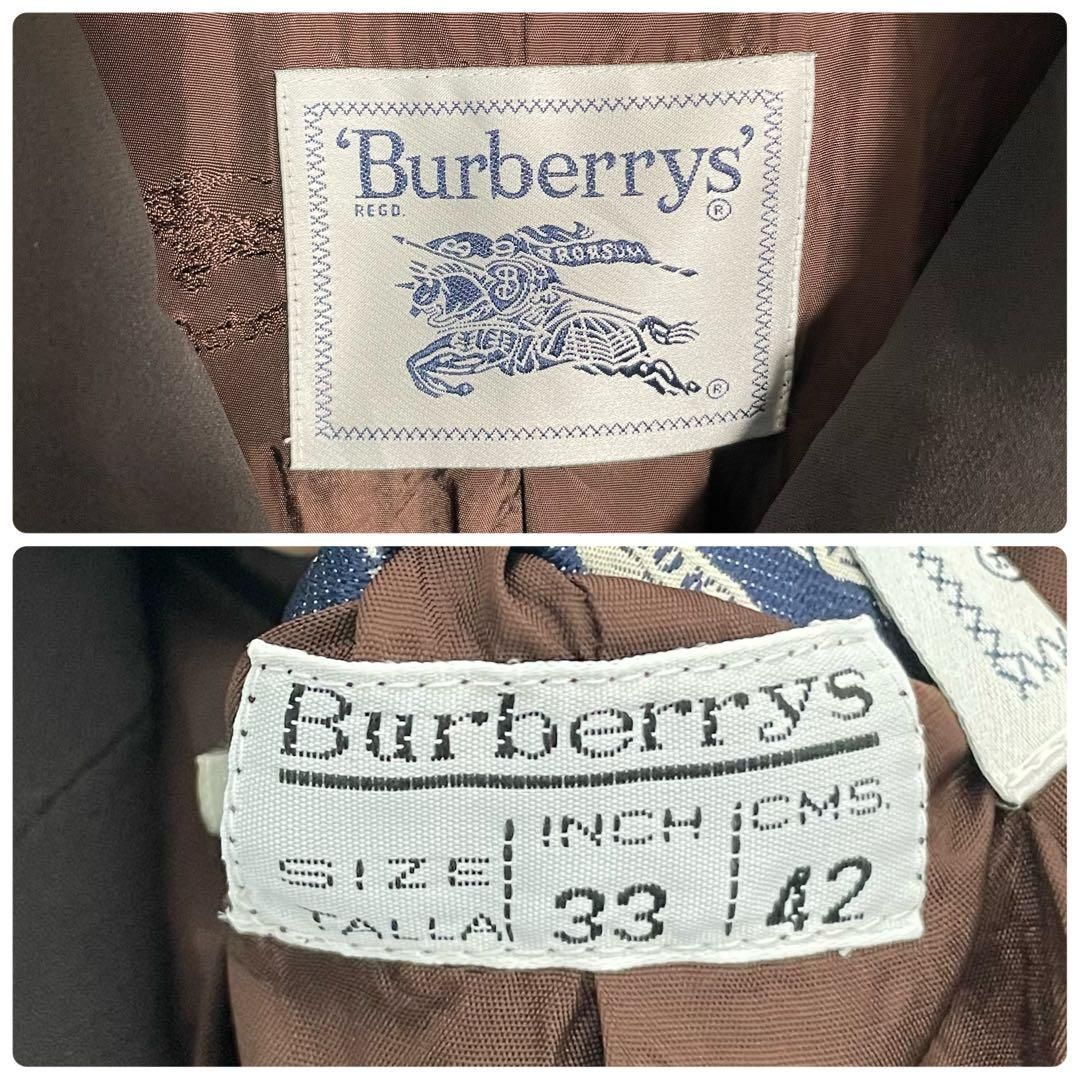 'Burberrys'®
REGD.
PRORSUM
®
Burberrys
SIZE INCH CMS.
TALLA 33 42